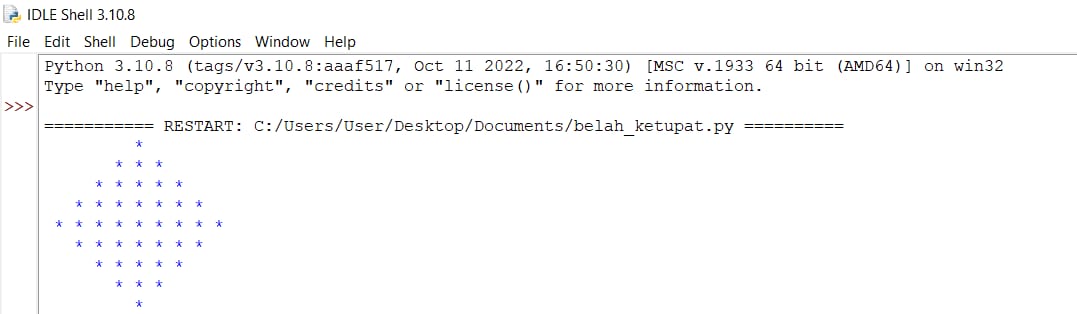 IDLE Shell 3.10.8
File Edit Shell Debug Options Window Help
Python 3.10.8 (tags/v3.10.8:aaaf517, Oct 11 2022, 16:50:30) [MSC v.1933 64 bit (AMD64)] on win32
Type "help", "copyright", "credits" or "license()" for more information.
>>>
=========== RESTART: C:/Users/User/Desktop/Documents/belah_ketupat.py ==========
         *
       * * *
     * * * * *
   * * * * * * *
 * * * * * * * * *
   * * * * * * *
     * * * * *
       * * *
         *